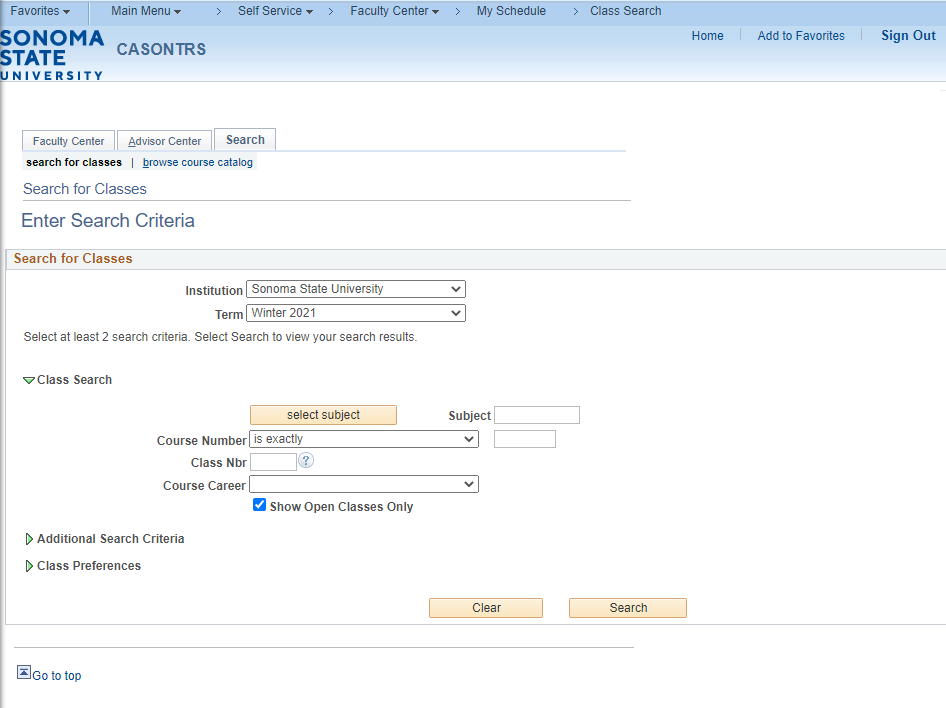 Favorites Main Menu > Self Service > Faculty Center > My Schedule > Class Search
SONOMA
STATE
UNIVERSITY
CASONTRS
Home Add to Favorites Sign Out
Faculty Center Advisor Center Search
search for classes | browse course catalog
Search for Classes
Enter Search Criteria
Search for Classes
Institution Sonoma State University
Term Winter 2021
Select at least 2 search criteria. Select Search to view your search results.
Class Search
select subject Subject
Course Number is exactly
Class Nbr ?
Course Career
Show Open Classes Only
Additional Search Criteria
Class Preferences
Clear Search
Go to top